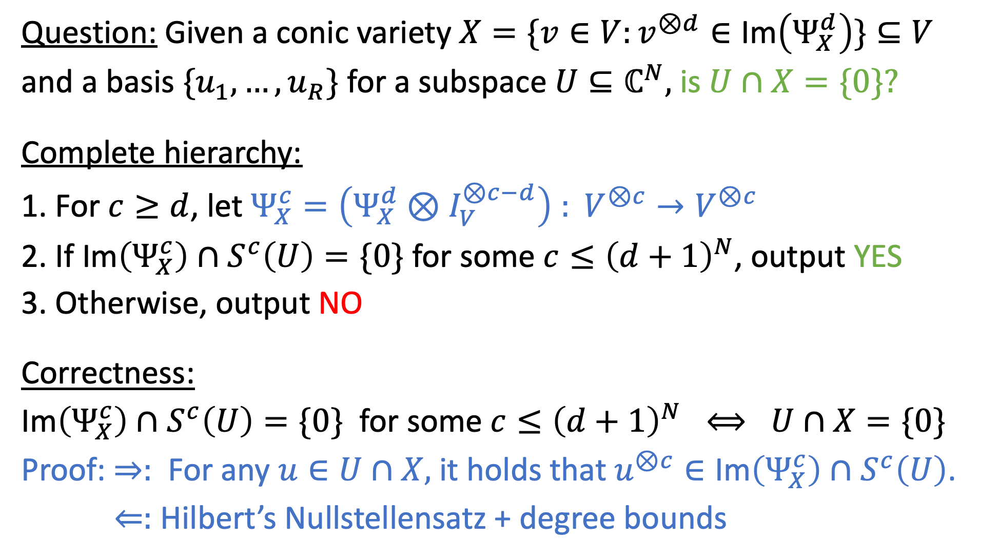 Question: Given a conic variety 𝑋 = {𝑣 ∈ 𝑉: 𝑣^{⊗𝑑} ∈ Im(Ψ_𝑋^𝑑)} ⊆ 𝑉
and a basis {𝑢₁, … , 𝑢_𝑅} for a subspace 𝑈 ⊆ ℂ^𝑁, is 𝑈 ∩ 𝑋 = {0}?
Complete hierarchy:
1. For 𝑐 ≥ 𝑑, let Ψ_𝑋^𝑐 = (Ψ_𝑋^𝑑 ⊗ 𝐼_𝑉^{⊗𝑐−𝑑}) : 𝑉^{⊗𝑐} → 𝑉^{⊗𝑐}
2. If Im(Ψ_𝑋^𝑐) ∩ 𝑆^𝑐(𝑈) = {0} for some 𝑐 ≤ (𝑑 + 1)^𝑁, output YES
3. Otherwise, output NO
Correctness:
Im(Ψ_𝑋^𝑐) ∩ 𝑆^𝑐(𝑈) = {0} for some 𝑐 ≤ (𝑑 + 1)^𝑁 ⟺ 𝑈 ∩ 𝑋 = {0}
Proof: ⇒: For any 𝑢 ∈ 𝑈 ∩ 𝑋, it holds that 𝑢^{⊗𝑐} ∈ Im(Ψ_𝑋^𝑐) ∩ 𝑆^𝑐(𝑈).
⇐: Hilbert’s Nullstellensatz + degree bounds